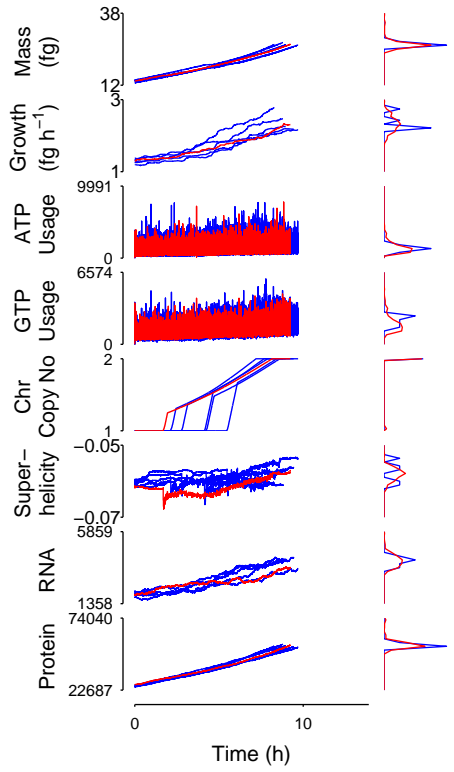 Mass
(fg)
38
12
Growth
(fg h⁻¹)
3
1
ATP
Usage
9991
0
GTP
Usage
6574
0
Chr
Copy No
2
1
Super−
helicity
−0.05
−0.07
RNA
5859
1358
Protein
74040
22687
0
10
Time (h)